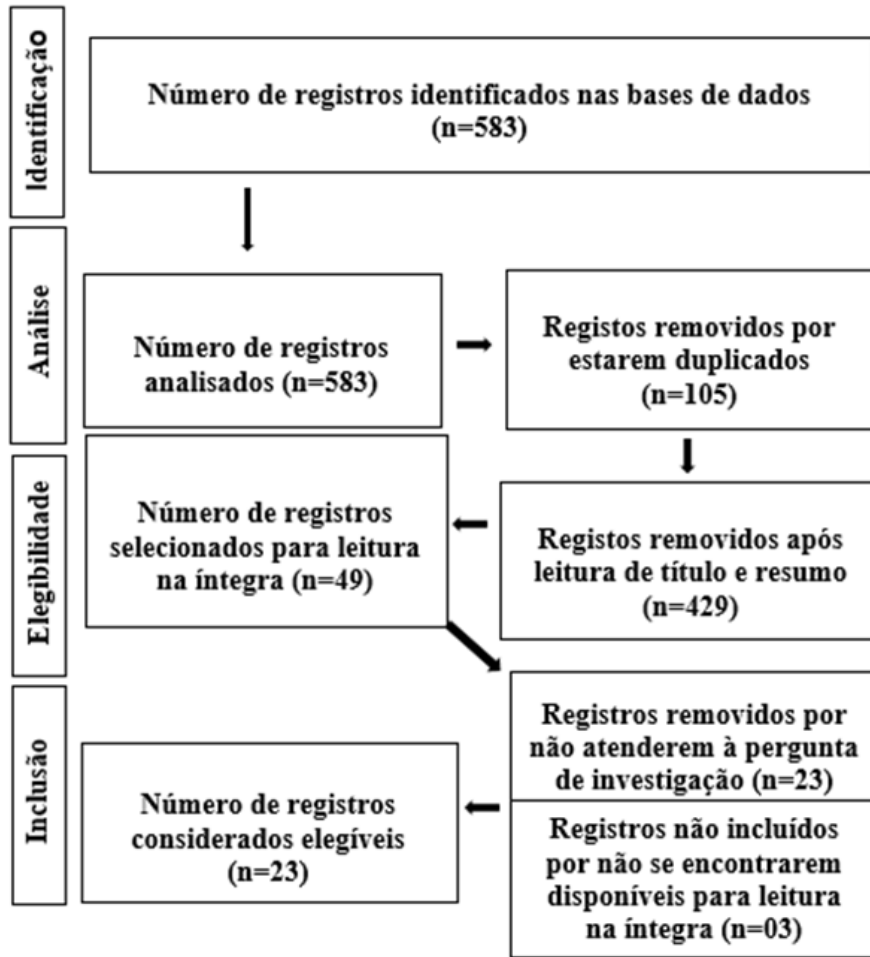 Identificação
Número de registros identificados nas bases de dados
(n=583)
Análise
Número de registros
analisados (n=583)
Registos removidos por
estarem duplicados
(n=105)
Elegibilidade
Número de registros
selecionados para leitura
na íntegra (n=49)
Registos removidos após
leitura de título e resumo
(n=429)
Inclusão
Número de registros
considerados elegíveis
(n=23)
Registros removidos por
não atenderem à pergunta
de investigação (n=23)
Registros não incluídos
por não se encontrarem
disponíveis para leitura
na íntegra (n=03)